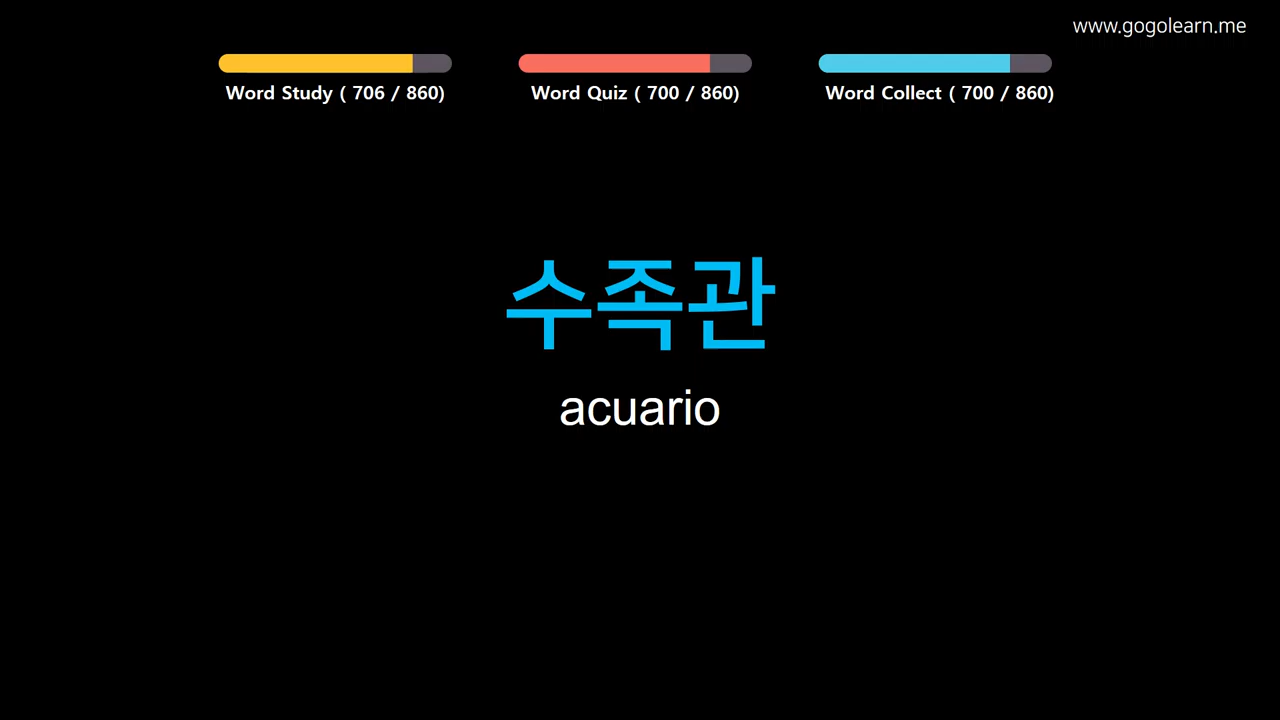 www.gogolearn.me
Word Study ( 706 / 860)
Word Quiz ( 700 / 860)
Word Collect ( 700 / 860)
수족관
acuario